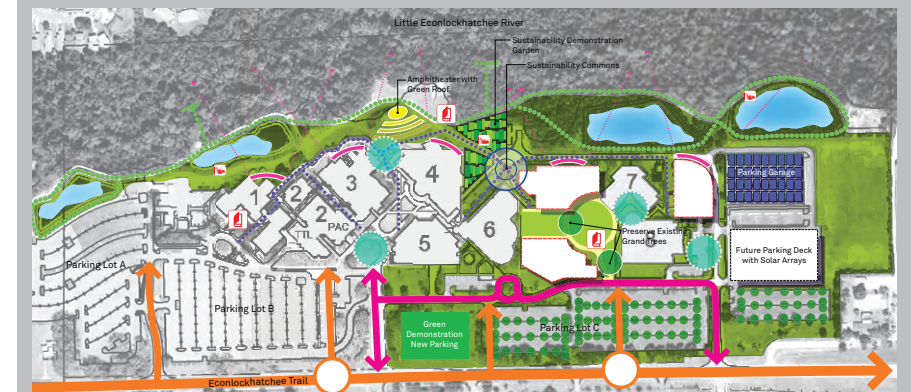 Little Econlockhatchee River
Sustainability Demonstration
Garden
Sustainability Commons
Amphitheater with
Green Roof
1
2
3
4
2
TIL
PAC
5
6
7
8
Parking Garage
Preserve Existing
Grand Trees
Future Parking Deck
with Solar Arrays
Parking Lot A
Parking Lot B
Green
Demonstration
New Parking
Parking Lot C
Econlockhatchee Trail